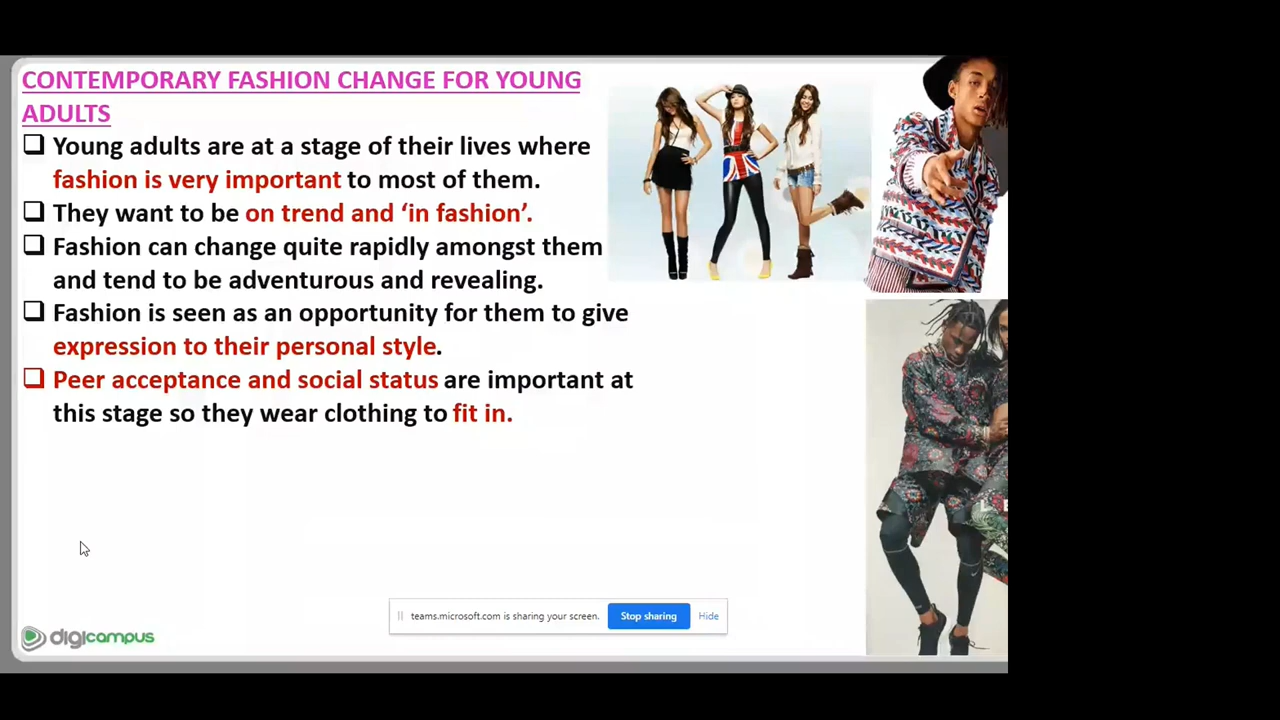 CONTEMPORARY FASHION CHANGE FOR YOUNG
ADULTS
Young adults are at a stage of their lives where
fashion is very important to most of them.
They want to be on trend and ‘in fashion’.
Fashion can change quite rapidly amongst them
and tend to be adventurous and revealing.
Fashion is seen as an opportunity for them to give
expression to their personal style.
Peer acceptance and social status are important at
this stage so they wear clothing to fit in.
teams.microsoft.com is sharing your screen.
Stop sharing
Hide
digicampus